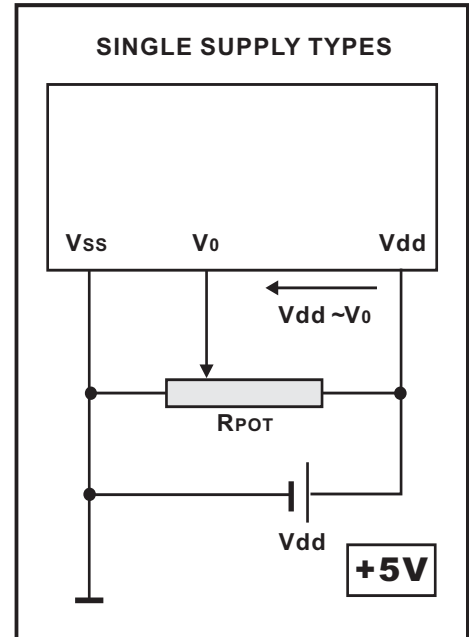 SINGLE SUPPLY TYPES
Vss V0 Vdd
Vdd ~V0
RPOT
Vdd
+5V